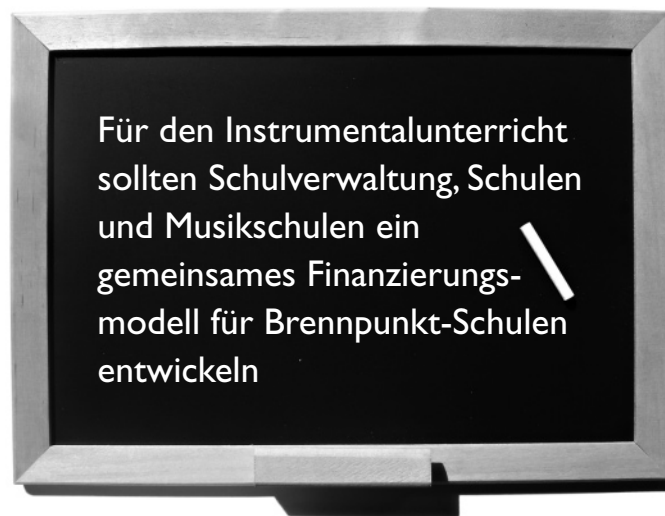 Für den Instrumentalunterricht
sollten Schulverwaltung, Schulen
und Musikschulen ein
gemeinsames Finanzierungs-
modell für Brennpunkt-Schulen
entwickeln